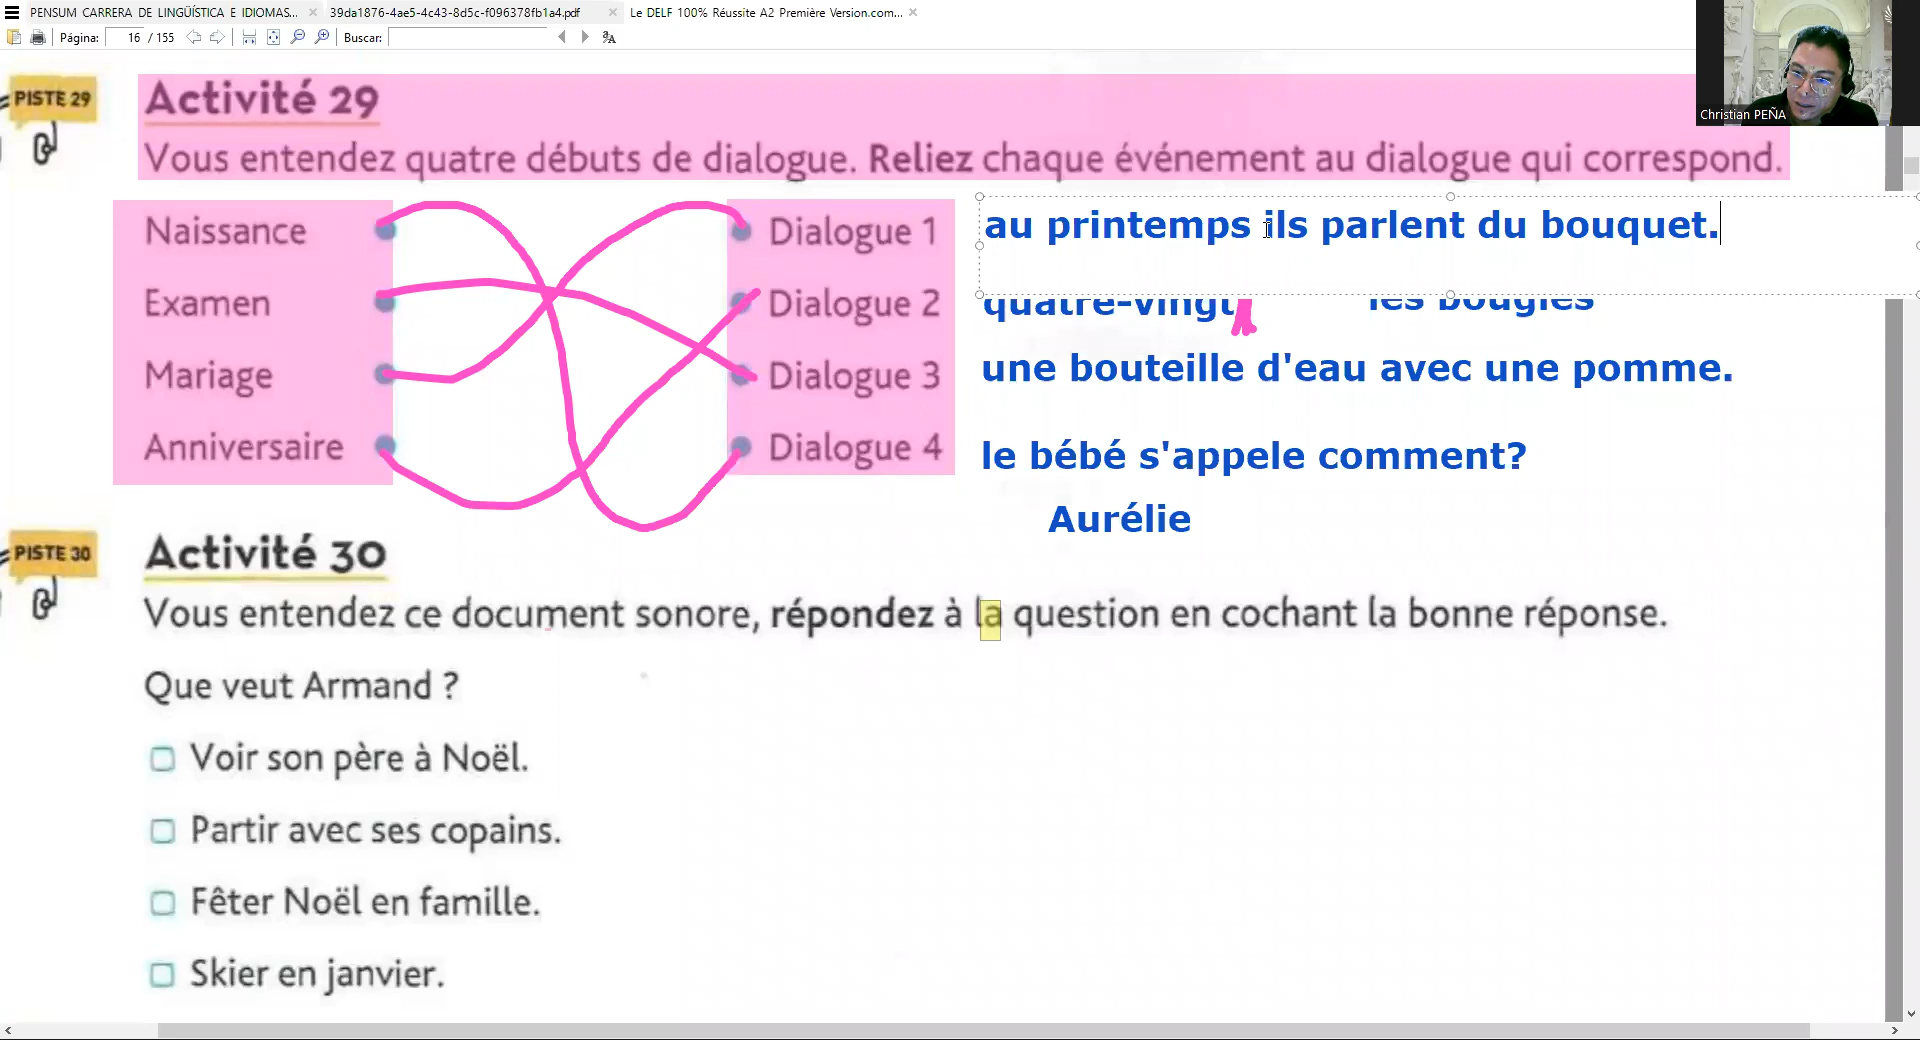 PENSUM CARRERA DE LINGÜÍSTICA E IDIOMAS...
39da1876-4ae5-4c43-8d5c-f096378fb1a4.pdf
Le DELF 100% Réussite A2 Première Version.com...
Página: 16 / 155
Buscar:
Christian PEÑA
PISTE 29
Activité 29
Vous entendez quatre débuts de dialogue. Reliez chaque événement au dialogue qui correspond.
Naissance Dialogue 1 au printemps ils parlent du bouquet.
Examen Dialogue 2 quatre-vingt les bougies
Mariage Dialogue 3 une bouteille d'eau avec une pomme.
Anniversaire Dialogue 4 le bébé s'appele comment?
Aurélie
PISTE 30
Activité 30
Vous entendez ce document sonore, répondez à la question en cochant la bonne réponse.
Que veut Armand ?
Voir son père à Noël.
Partir avec ses copains.
Fêter Noël en famille.
Skier en janvier.